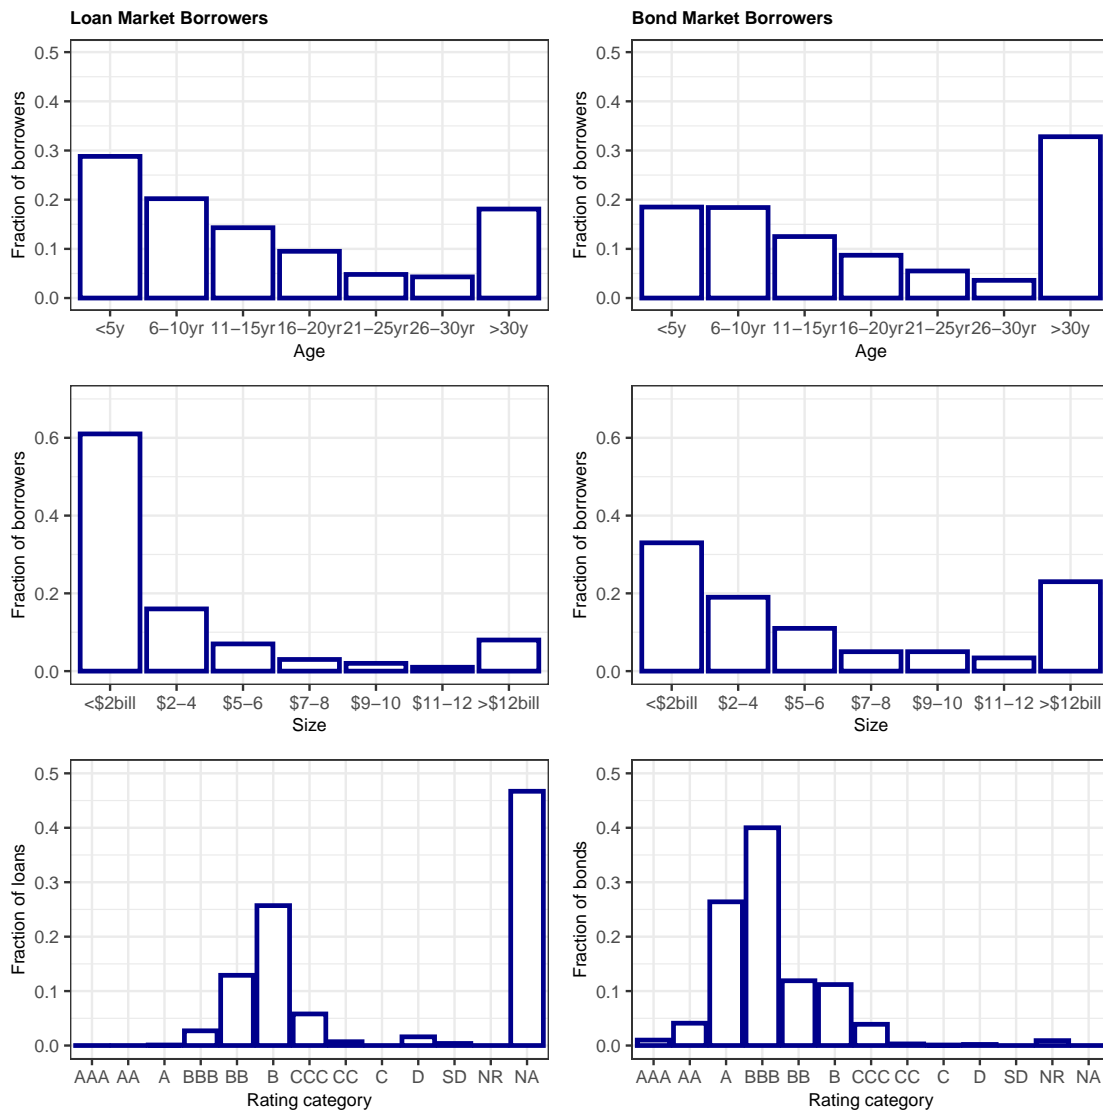 Loan Market Borrowers
Bond Market Borrowers
Fraction of borrowers
0.5
0.4
0.3
0.2
0.1
0.0
<5y 6–10yr 11–15yr 16–20yr 21–25yr 26–30yr >30y
Age
Fraction of borrowers
0.5
0.4
0.3
0.2
0.1
0.0
<5y 6–10yr 11–15yr 16–20yr 21–25yr 26–30yr >30y
Age
Fraction of borrowers
0.6
0.4
0.2
0.0
<$2bill $2–4 $5–6 $7–8 $9–10 $11–12 >$12bill
Size
Fraction of borrowers
0.6
0.4
0.2
0.0
<$2bill $2–4 $5–6 $7–8 $9–10 $11–12 >$12bill
Size
Fraction of loans
0.5
0.4
0.3
0.2
0.1
0.0
AAA AA A BBB BB B CCC CC C D SD NR NA
Rating category
Fraction of bonds
0.5
0.4
0.3
0.2
0.1
0.0
AAA AA A BBB BB B CCC CC C D SD NR NA
Rating category